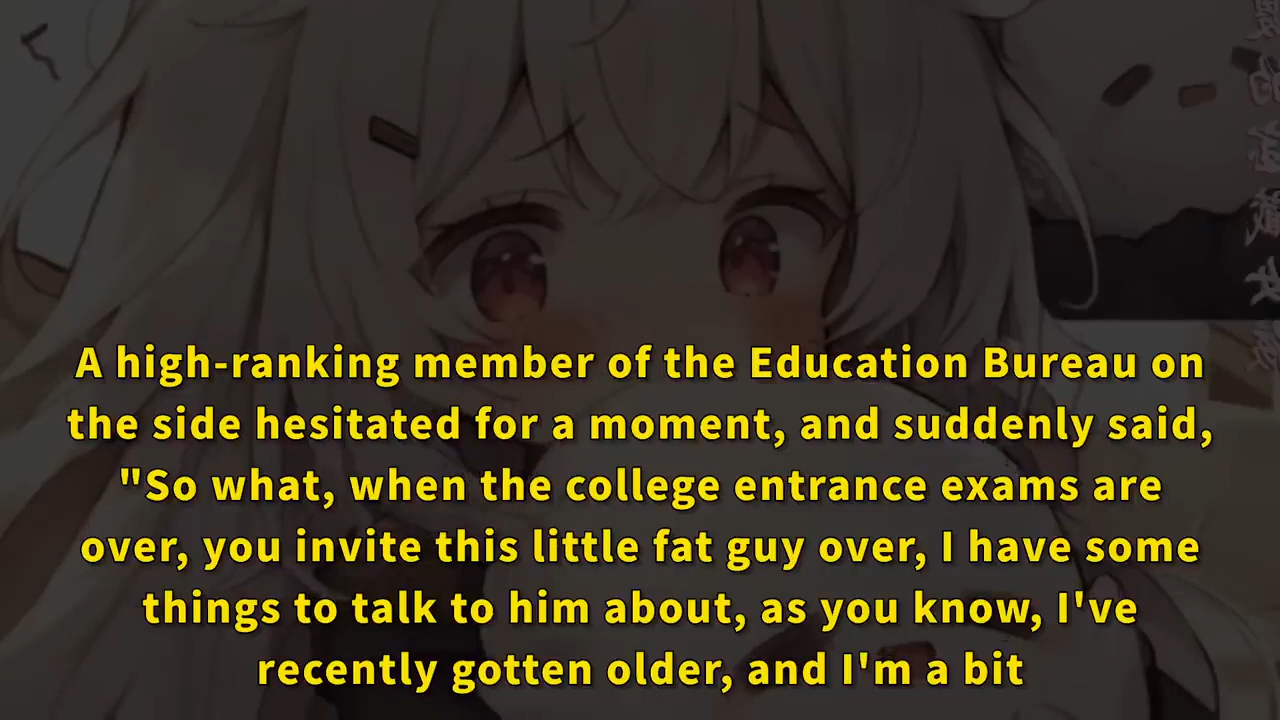 A high-ranking member of the Education Bureau on
the side hesitated for a moment, and suddenly said,
"So what, when the college entrance exams are
over, you invite this little fat guy over, I have some
things to talk to him about, as you know, I've
recently gotten older, and I'm a bit